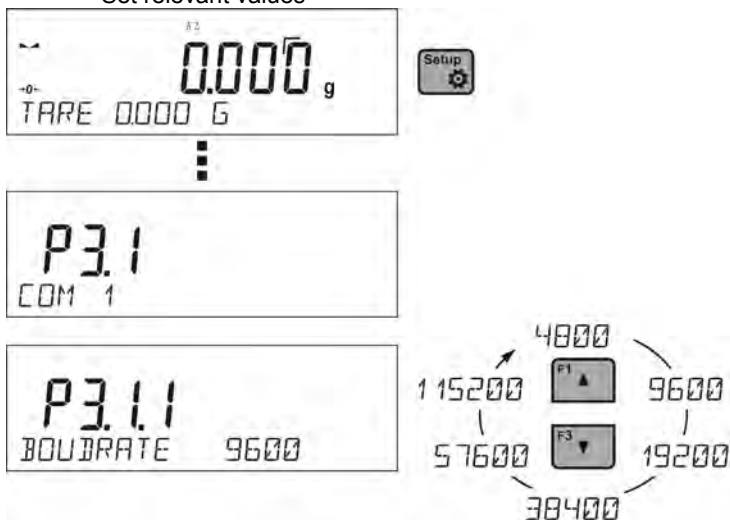 Set relevant values
0.000 g
→0←
TARE 0.000 G
Setup
P3.1
COM 1
P3.1.1
BOUDRATE 9600
4800
115200
F1
9600
57600
F3
19200
38400